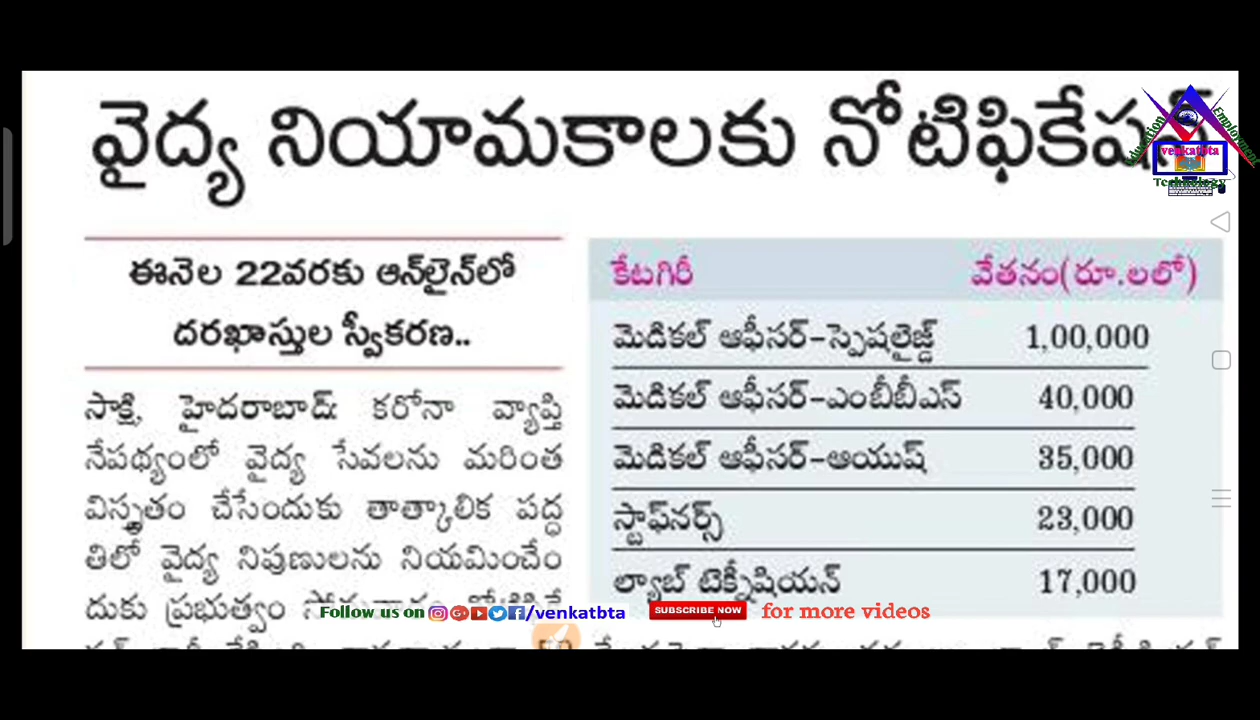 వైద్య నియామకాలకు నోటిఫికేషన్
venkatbta
Technology
ఈనెల 22వరకు ఆన్‌లైన్‌లో
దరఖాస్తుల స్వీకరణ..
సాక్షి, హైదరాబాద్: కరోనా వ్యాప్తి
నేపథ్యంలో వైద్య సేవలను మరింత
విస్తృతం చేసేందుకు తాత్కాలిక పద్ధ
తిలో వైద్య నిపుణులను నియమించేం
దుకు ప్రభుత్వం
కేటగిరీ వేతనం(రూ.లలో)
మెడికల్ ఆఫీసర్-స్పెషలైజ్డ్ 1,00,000
మెడికల్ ఆఫీసర్-ఎంబీబీఎస్ 40,000
మెడికల్ ఆఫీసర్-ఆయుష్ 35,000
స్టాఫ్‌నర్స్ 23,000
ల్యాబ్ టెక్నీషియన్ 17,000
Follow us on /venkatbta SUBSCRIBE NOW for more videos